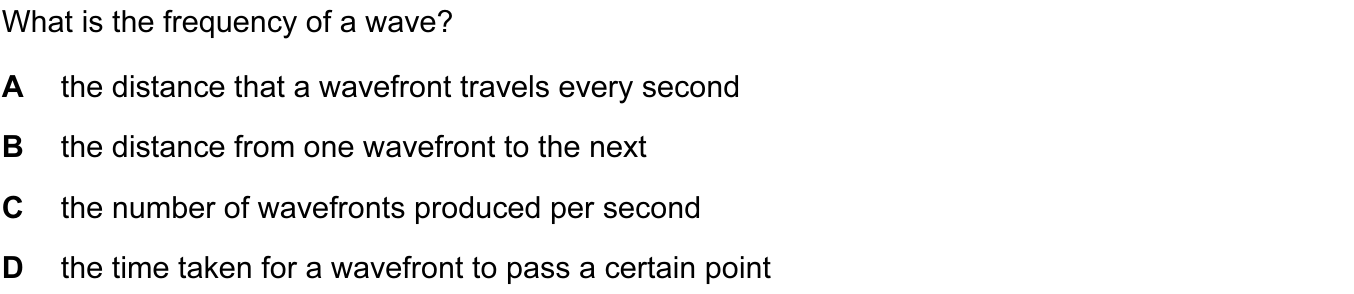 What is the frequency of a wave?
A the distance that a wavefront travels every second
B the distance from one wavefront to the next
C the number of wavefronts produced per second
D the time taken for a wavefront to pass a certain point